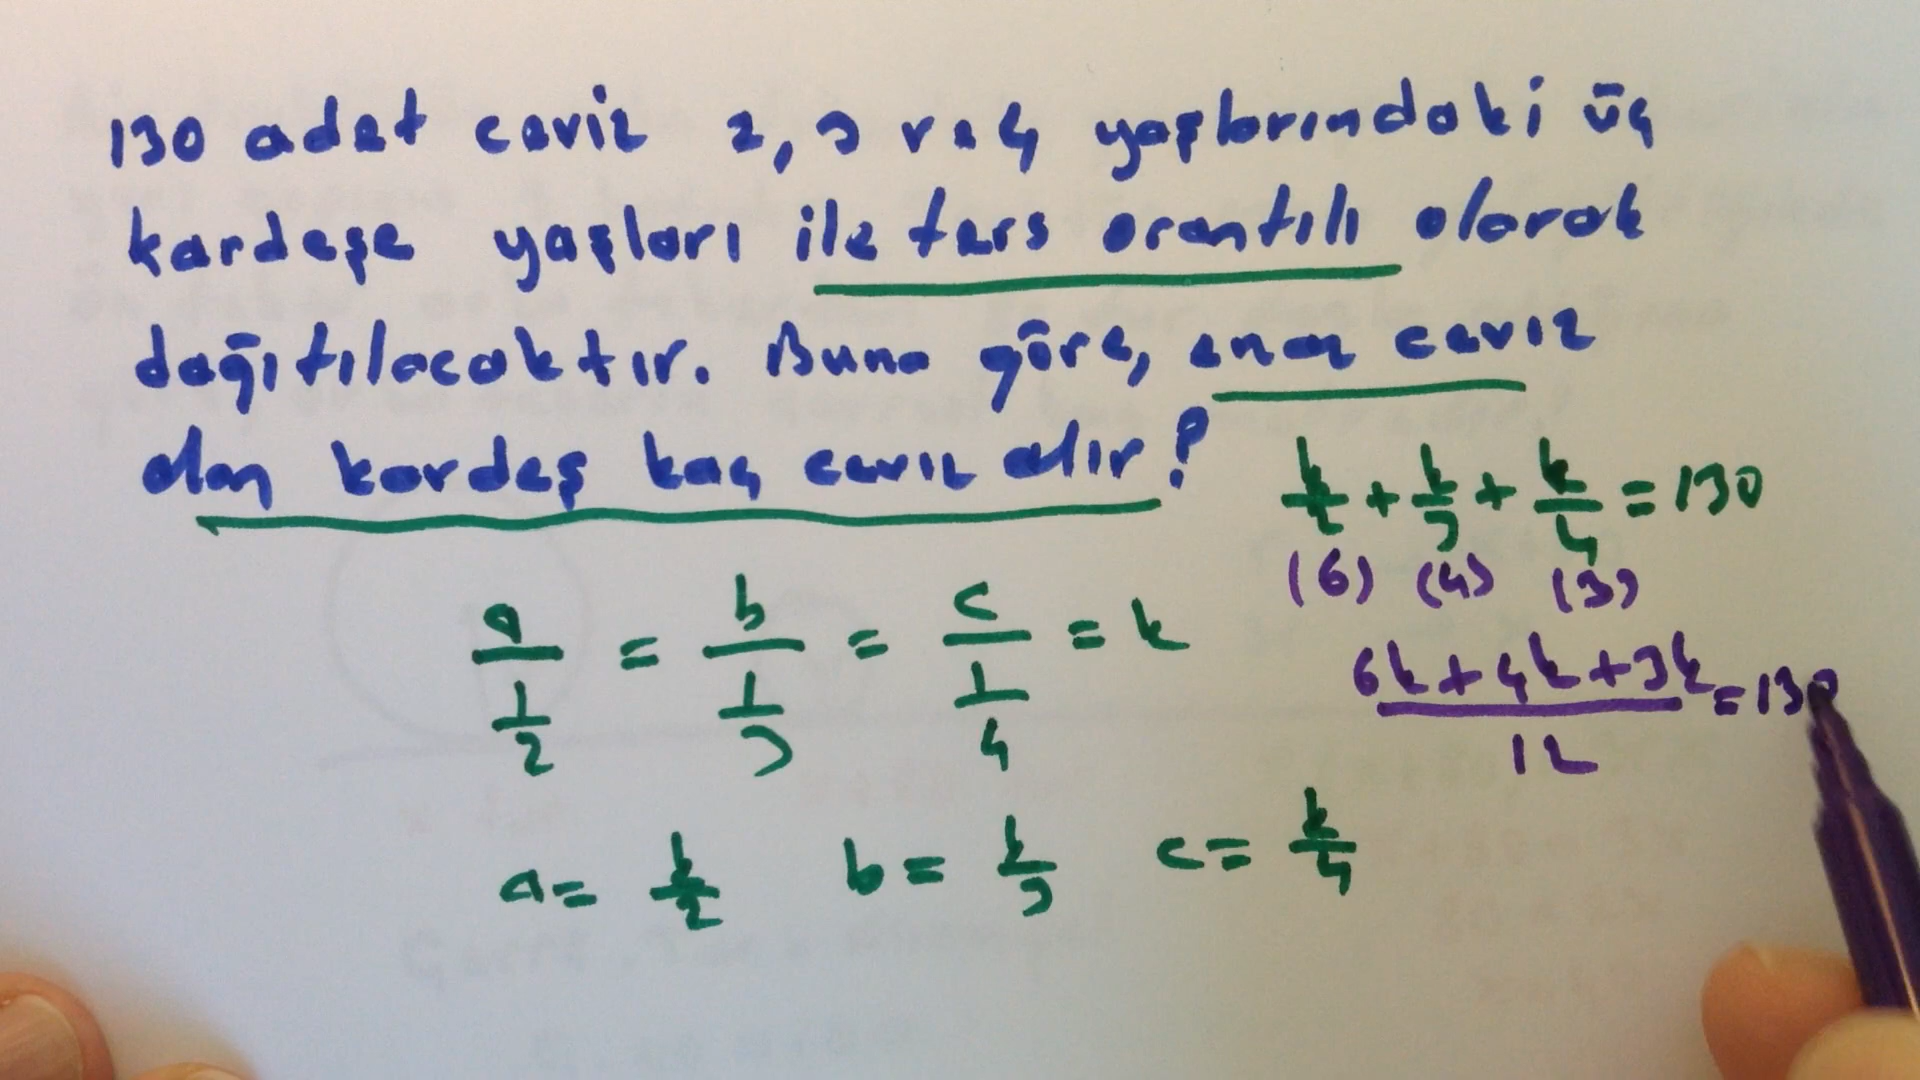 130 adet ceviz 2, 3 ve 4 yaşlarındaki üç
kardeşe yaşları ile ters orantılı olarak
dağıtılacaktır. Buna göre, en az ceviz
alan kardeş kaç ceviz alır?
k/2 + k/3 + k/4 = 130
(6) (4) (3)
6k+4k+3k/12 = 130
a/(1/2) = b/(1/3) = c/(1/4) = k
a= k/2 b= k/3 c= k/4